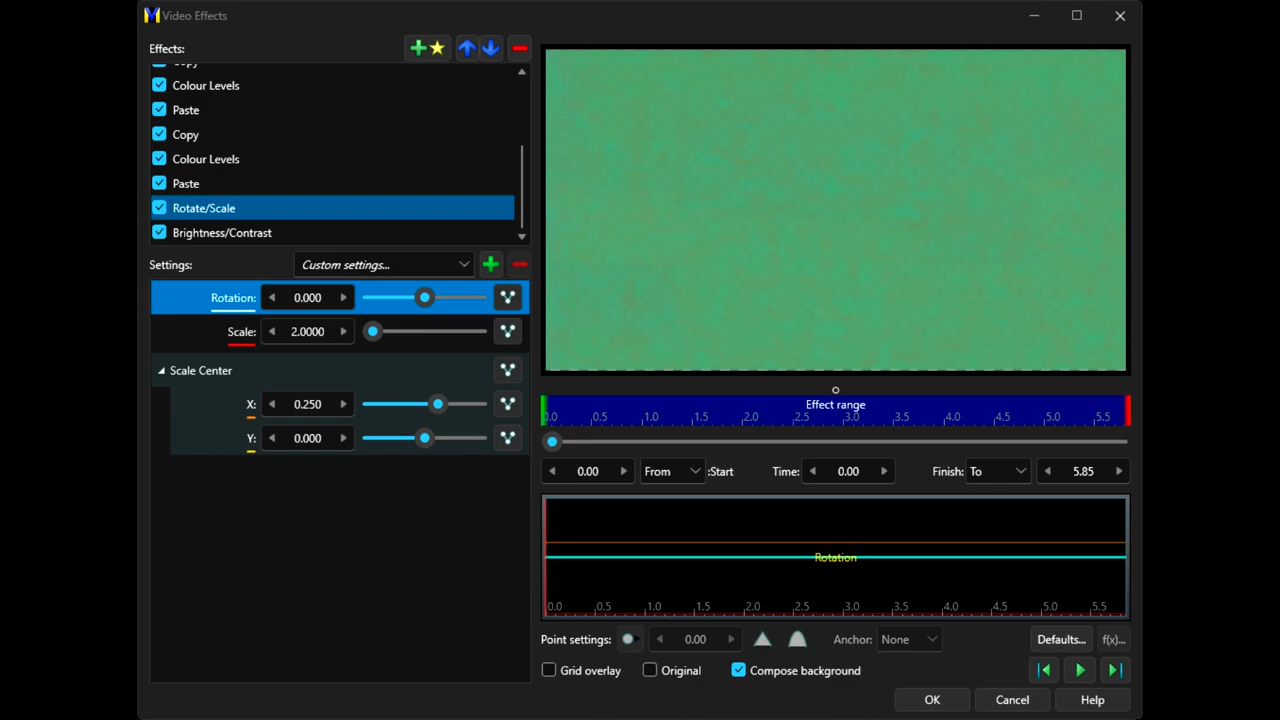 Video Effects
Effects:
Copy
Colour Levels
Paste
Copy
Colour Levels
Paste
Rotate/Scale
Brightness/Contrast
Settings: Custom settings...
Rotation: 0.000
Scale: 2.0000
Scale Center
X: 0.250
Y: 0.000
Effect range
0.0 0.5 1.0 1.5 2.0 2.5 3.0 3.5 4.0 4.5 5.0 5.5
0.00 From :Start Time: 0.00 Finish: To 5.85
Rotation
0.0 0.5 1.0 1.5 2.0 2.5 3.0 3.5 4.0 4.5 5.0 5.5
Point settings: 0.00 Anchor: None Defaults... f(x)...
Grid overlay Original Compose background
OK Cancel Help